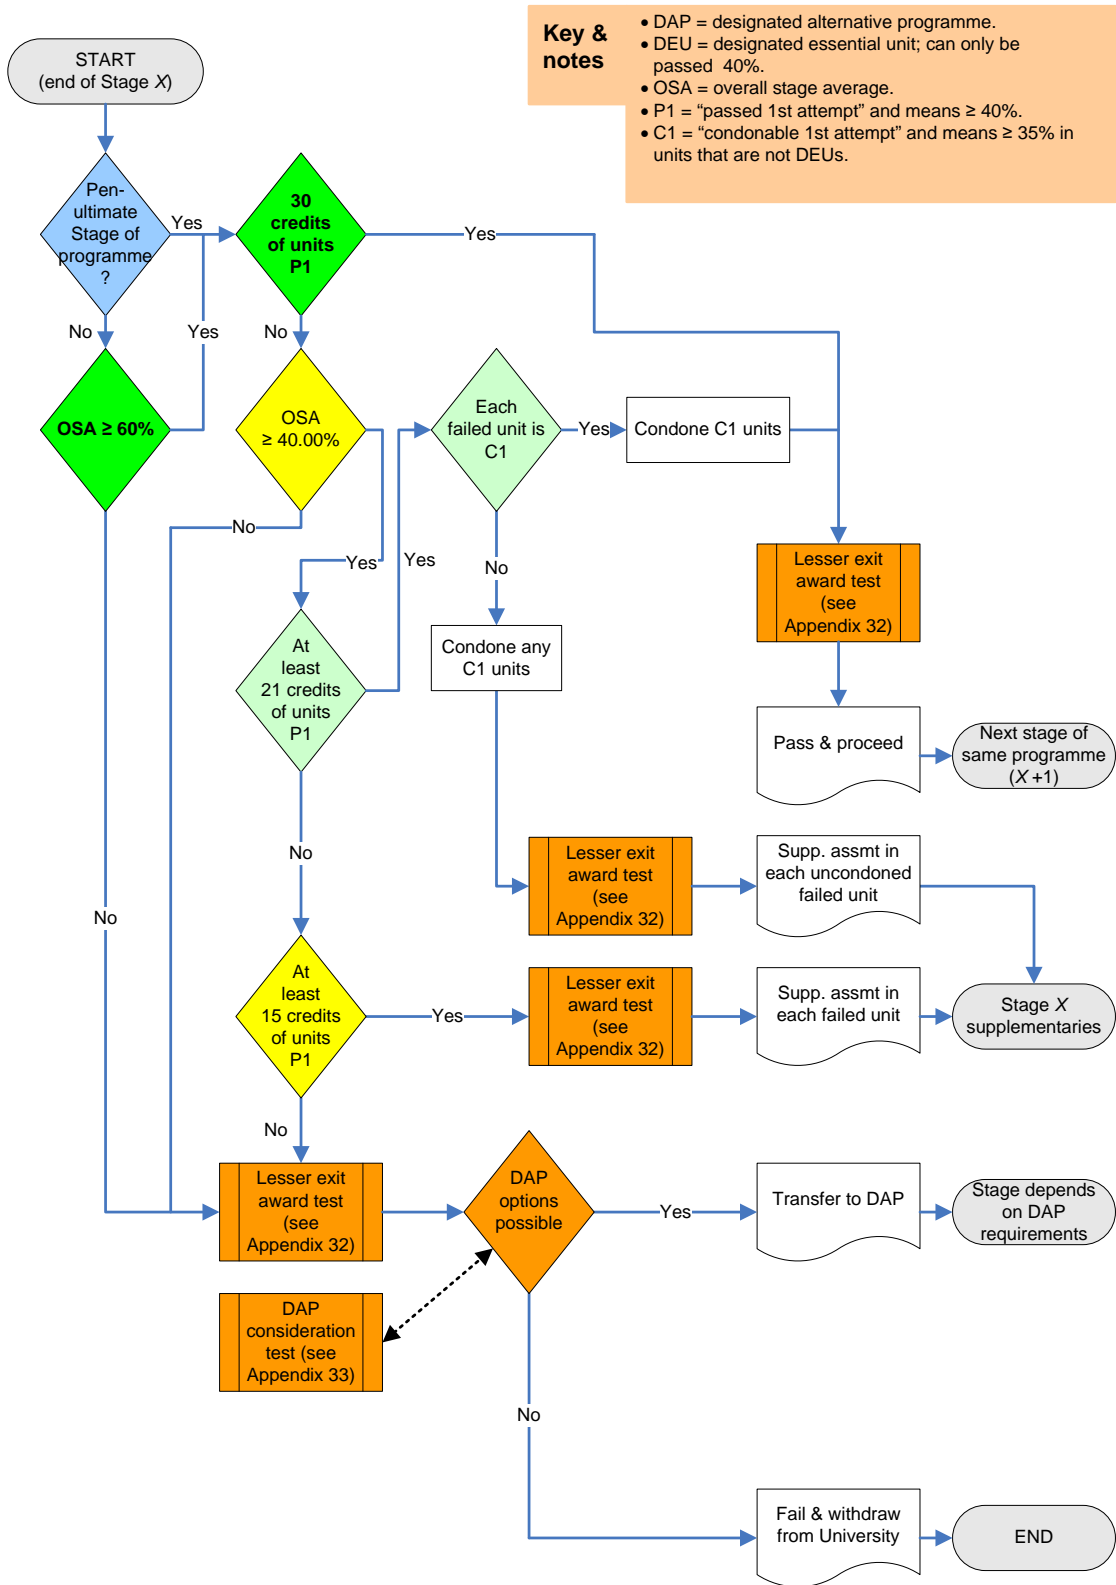 Key &
notes
• DAP = designated alternative programme.
• DEU = designated essential unit; can only be
passed  40%.
• OSA = overall stage average.
• P1 = “passed 1st attempt” and means ≥ 40%.
• C1 = “condonable 1st attempt” and means ≥ 35% in
units that are not DEUs.
START
(end of Stage X)
Pen-
ultimate
Stage of
programme
?
Yes
30
credits
of units
P1
Yes
No
Yes
No
OSA ≥ 60%
OSA
≥ 40.00%
Each
failed unit is
C1
Yes
Condone C1 units
No
Yes
Yes
No
Lesser exit
award test
(see
Appendix 32)
At
least
21 credits
of units
P1
Condone any
C1 units
Pass & proceed
Next stage of
same programme
(X +1)
No
No
Lesser exit
award test
(see
Appendix 32)
Supp. assmt in
each uncondoned
failed unit
At
least
15 credits
of units
P1
Yes
Lesser exit
award test
(see
Appendix 32)
Supp. assmt in
each failed unit
Stage X
supplementaries
No
Lesser exit
award test
(see
Appendix 32)
DAP
options
possible
Yes
Transfer to DAP
Stage depends
on DAP
requirements
DAP
consideration
test (see
Appendix 33)
No
Fail & withdraw
from University
END